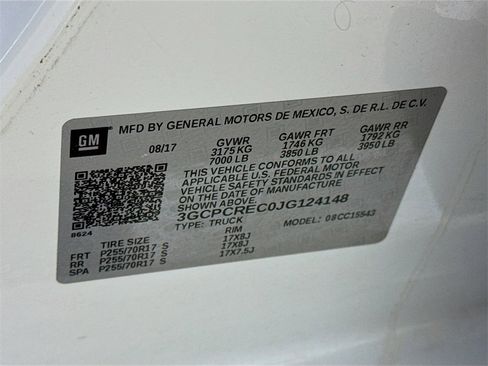 GM
MFD BY GENERAL MOTORS DE MEXICO, S. DE R.L. DE C.V.
08/17 GVWR GAWR FRT GAWR RR
3175 KG 1746 KG 1792 KG
7000 LB 3850 LB 3950 LB
THIS VEHICLE CONFORMS TO ALL
APPLICABLE U.S. FEDERAL MOTOR
VEHICLE SAFETY STANDARDS IN EFFECT
ON THE DATE OF MANUFACTURE
SHOWN ABOVE.
3GCPCREC0JG124148
TYPE: TRUCK MODEL: 08CC15543
8624
TIRE SIZE RIM
FRT P255/70R17 S 17X8J
RR P255/70R17 S 17X8J
SPA P255/70R17 S 17X7.5J